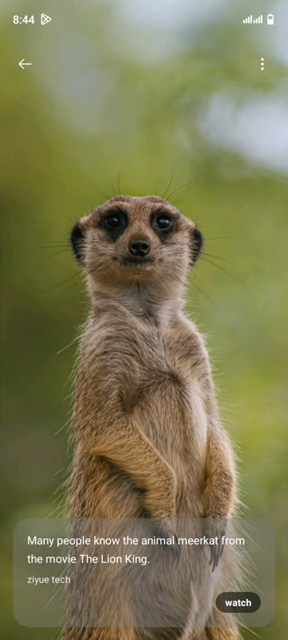 8:44
Many people know the animal meerkat from
the movie The Lion King.
ziyue tech
watch